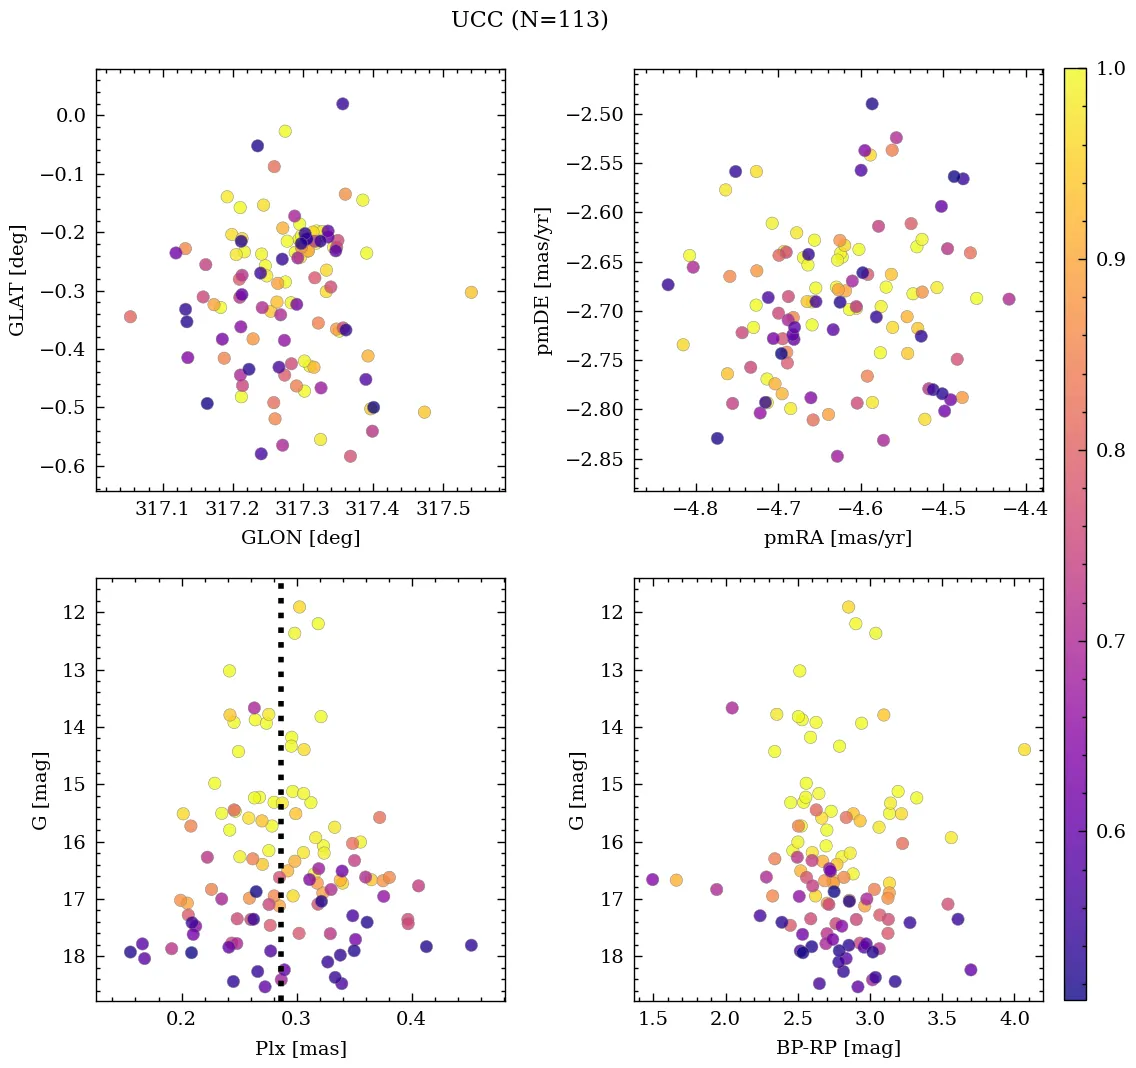 UCC (N=113)
0.0
−0.1
−0.2
−0.3
−0.4
−0.5
−0.6
GLAT [deg]
317.1 317.2 317.3 317.4 317.5
GLON [deg]
−2.50
−2.55
−2.60
−2.65
−2.70
−2.75
−2.80
−2.85
pmDE [mas/yr]
−4.8 −4.7 −4.6 −4.5 −4.4
pmRA [mas/yr]
1.0
0.9
0.8
0.7
0.6
12
13
14
15
16
17
18
G [mag]
0.2 0.3 0.4
Plx [mas]
12
13
14
15
16
17
18
G [mag]
1.5 2.0 2.5 3.0 3.5 4.0
BP-RP [mag]